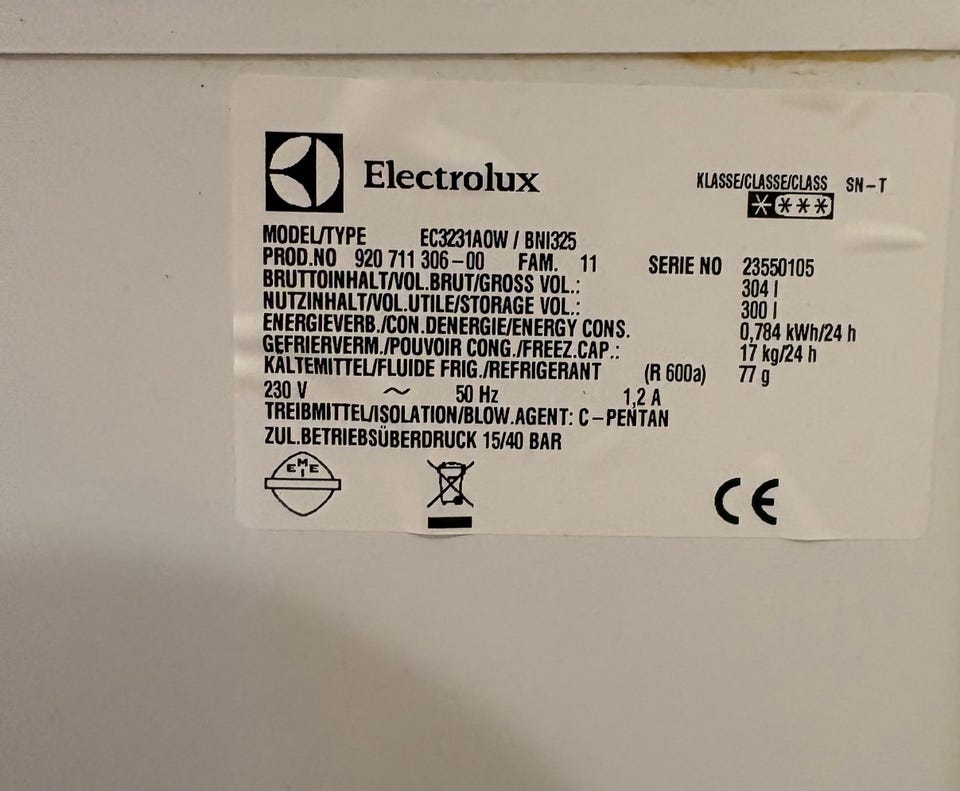 Electrolux
KLASSE/CLASSE/CLASS SN-T
MODEL/TYPE EC3231AOW / BNI325
PROD.NO 920 711 306-00 FAM. 11 SERIE NO 23550105
BRUTTOINHALT/VOL.BRUT/GROSS VOL.: 304 l
NUTZINHALT/VOL.UTILE/STORAGE VOL.: 300 l
ENERGIEVERB./CON.DENERGIE/ENERGY CONS. 0,784 kWh/24 h
GEFRIERVERM./POUVOIR CONG./FREEZ.CAP.: 17 kg/24 h
KÄLTEMITTEL/FLUIDE FRIG./REFRIGERANT (R 600a) 77 g
230 V ~ 50 Hz 1,2 A
TREIBMITTEL/ISOLATION/BLOW.AGENT: C-PENTAN
ZUL.BETRIEBSÜBERDRUCK 15/40 BAR
EMEI
CE